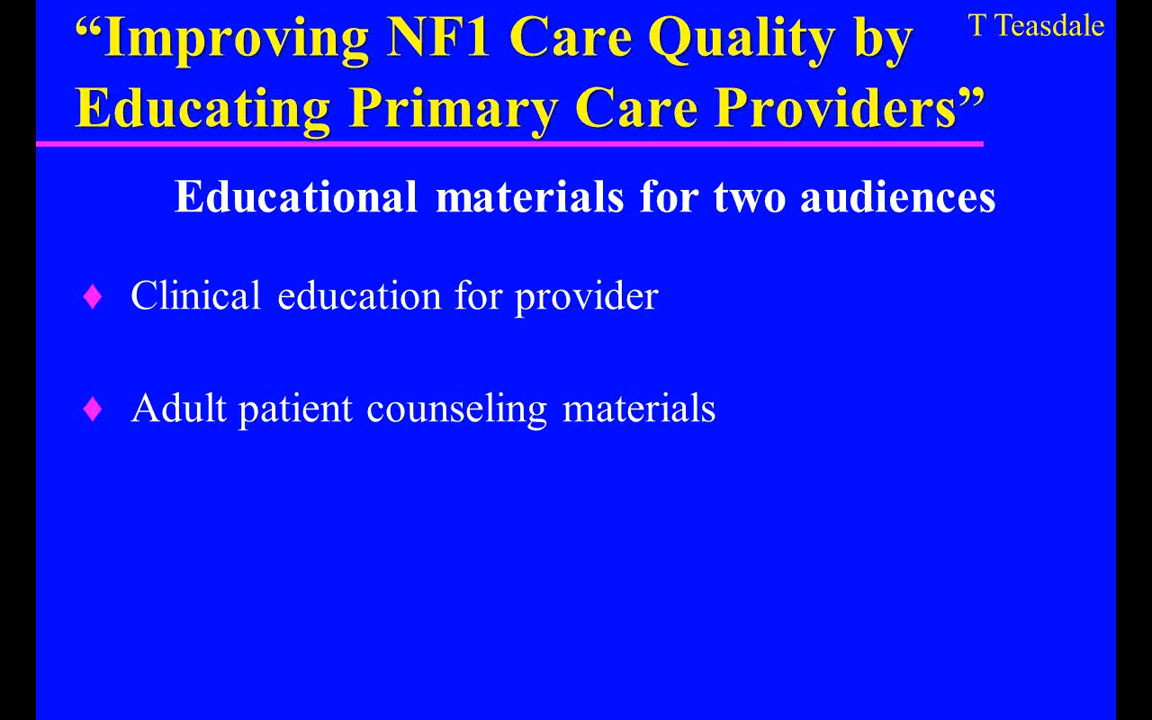 “Improving NF1 Care Quality by
T Teasdale
Educating Primary Care Providers”
Educational materials for two audiences
♦ Clinical education for provider
♦ Adult patient counseling materials